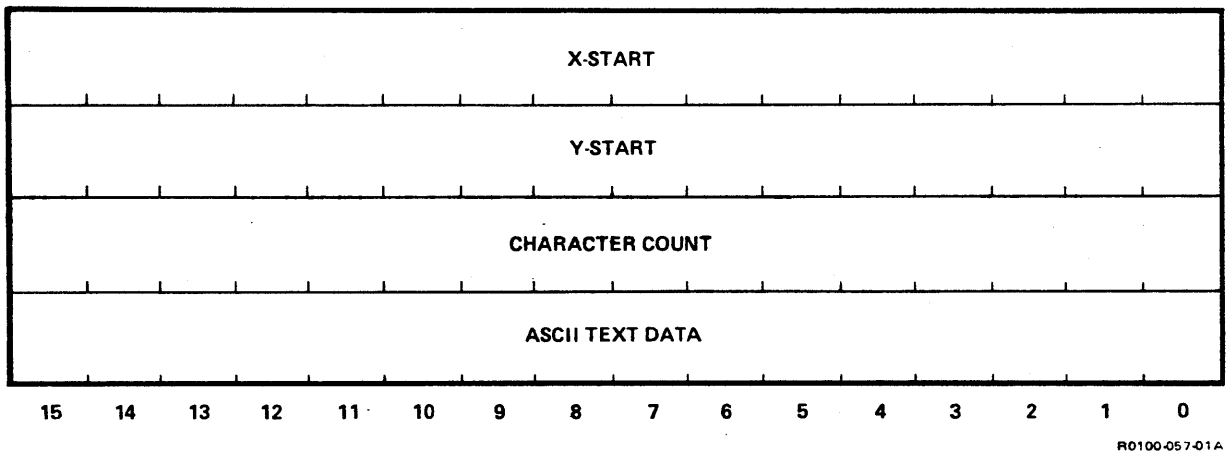 X-START
Y-START
CHARACTER COUNT
ASCII TEXT DATA
15 14 13 12 11 10 9 8 7 6 5 4 3 2 1 0
R0100-057-01A